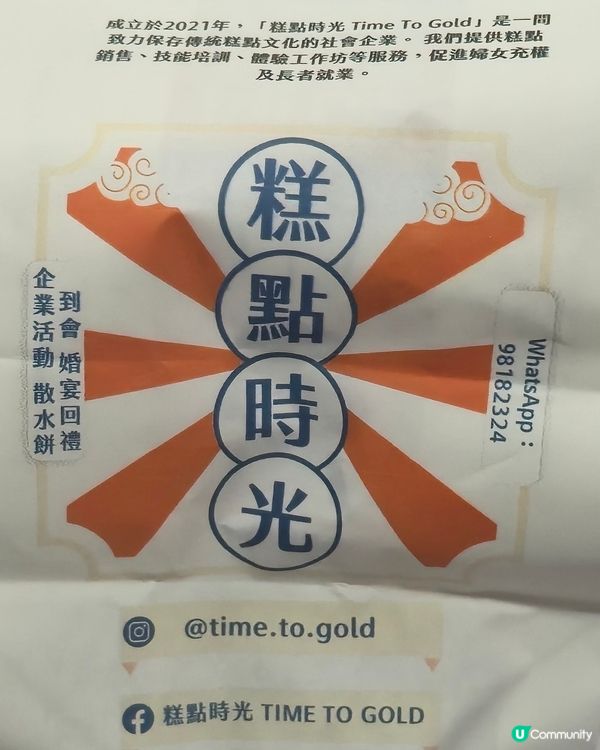 成立於2021年，「糕點時光 Time To Gold」是一間
致力保存傳統糕點文化的社會企業。 我們提供糕點
銷售、技能培訓、體驗工作坊等服務，促進婦女充權
及長者就業。
糕
點
時
光
到會 婚宴回禮
企業活動 散水餅
WhatsApp：
98182324
@time.to.gold
糕點時光 TIME TO GOLD
U Community